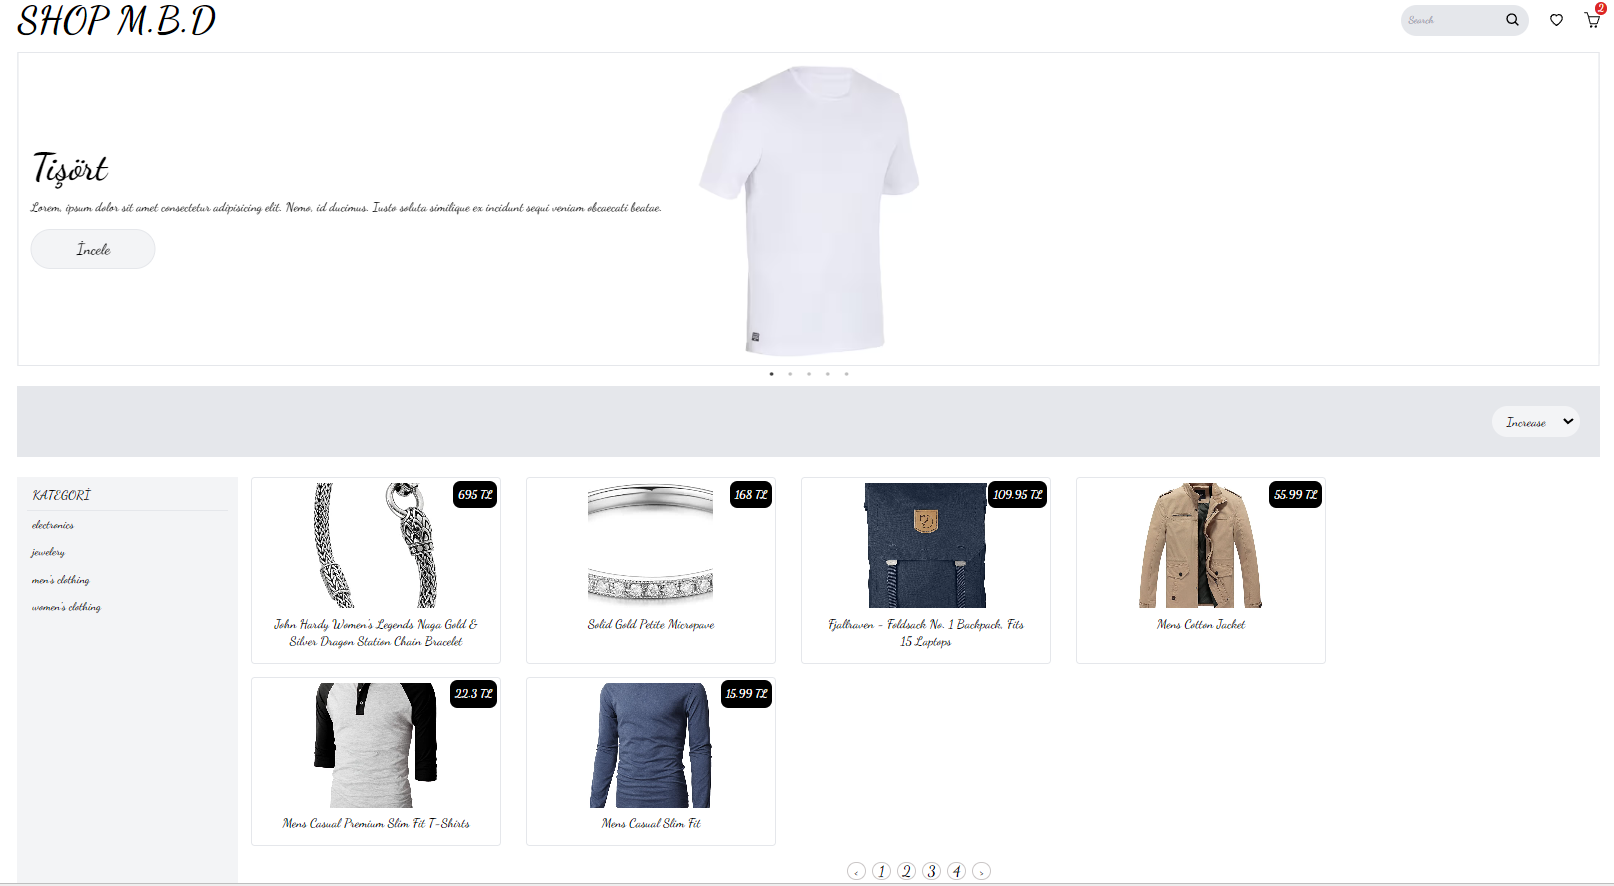 SHOP M.B.D
Search
2
Tişört
Lorem, ipsum dolor sit amet consectetur adipisicing elit. Nemo, id ducimus. Iusto soluta similique ex incidunt sequi veniam obcaecati beatae.
İncele
Increase
KATEGORİ
electronics
jewelery
men's clothing
women's clothing
695 TL
John Hardy Women's Legends Naga Gold &
Silver Dragon Station Chain Bracelet
168 TL
Solid Gold Petite Micropave
109.95 TL
Fjallraven - Foldsack No. 1 Backpack, Fits
15 Laptops
55.99 TL
Mens Cotton Jacket
22.3 TL
Mens Casual Premium Slim Fit T-Shirts
15.99 TL
Mens Casual Slim Fit
‹ 1 2 3 4 ›